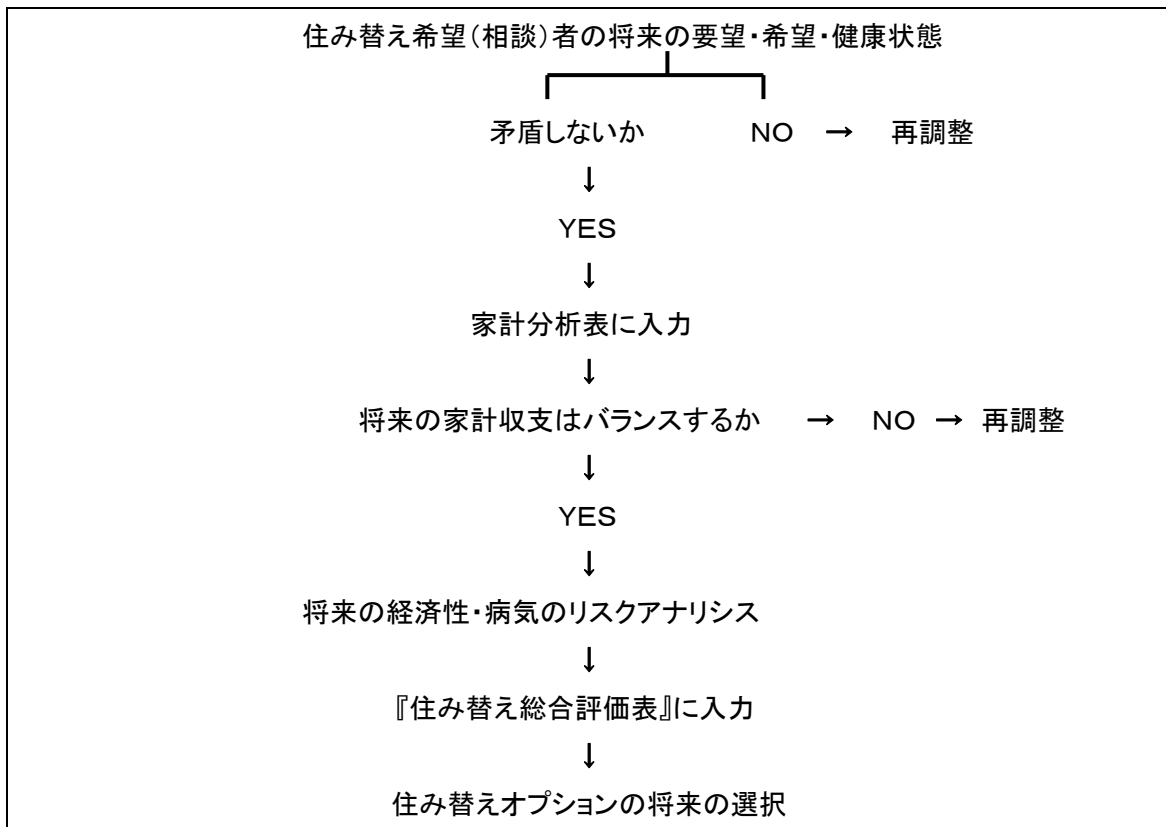 住み替え希望(相談)者の将来の要望・希望・健康状態
矛盾しないか NO → 再調整
↓
YES
↓
家計分析表に入力
↓
将来の家計収支はバランスするか → NO → 再調整
↓
YES
↓
将来の経済性・病気のリスクアナリシス
↓
『住み替え総合評価表』に入力
↓
住み替えオプションの将来の選択